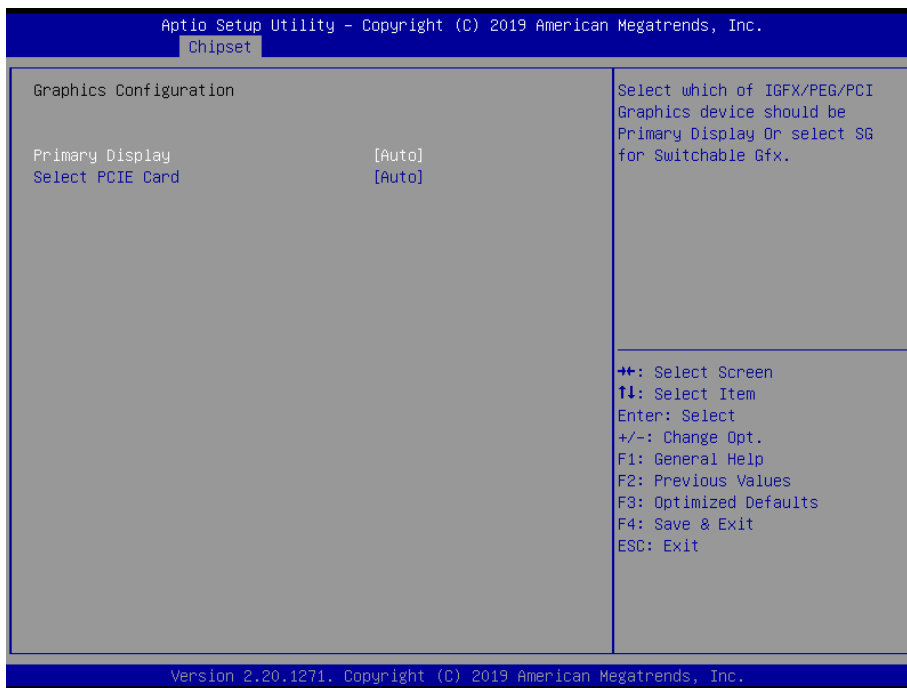 Aptio Setup Utility – Copyright (C) 2019 American Megatrends, Inc.
Chipset
Graphics Configuration
Primary Display [Auto]
Select PCIE Card [Auto]
Select which of IGFX/PEG/PCI
Graphics device should be
Primary Display Or select SG
for Switchable Gfx.
→←: Select Screen
↑↓: Select Item
Enter: Select
+/-: Change Opt.
F1: General Help
F2: Previous Values
F3: Optimized Defaults
F4: Save & Exit
ESC: Exit
Version 2.20.1271. Copyright (C) 2019 American Megatrends, Inc.